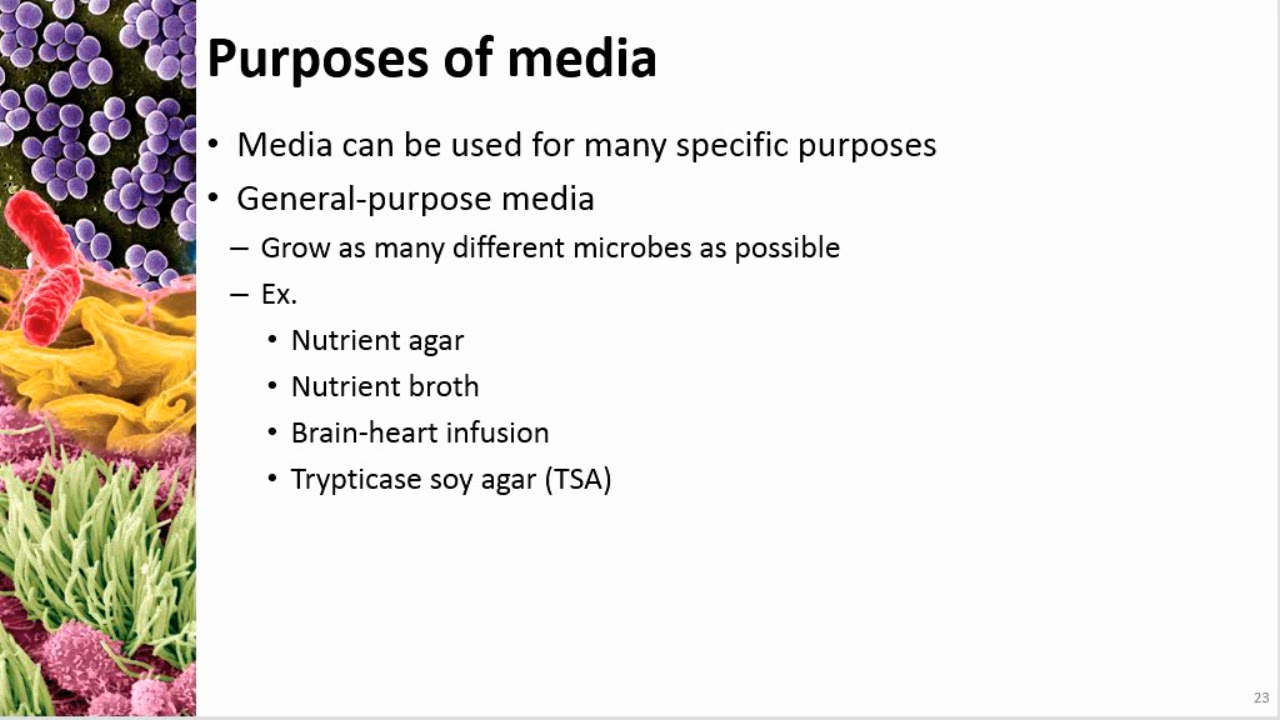 Purposes of media
• Media can be used for many specific purposes
• General-purpose media
– Grow as many different microbes as possible
– Ex.
• Nutrient agar
• Nutrient broth
• Brain-heart infusion
• Trypticase soy agar (TSA)
23